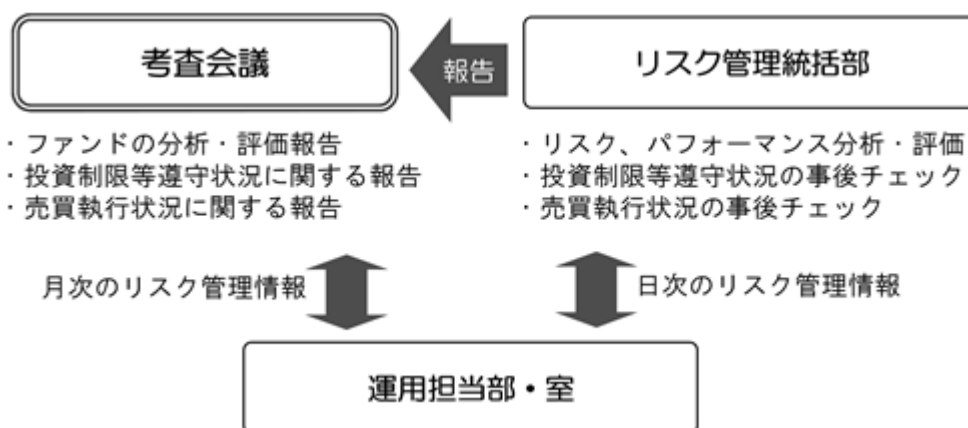 考査会議
報告
リスク管理統括部
・ファンドの分析・評価報告
・投資制限等遵守状況に関する報告
・売買執行状況に関する報告
・リスク、パフォーマンス分析・評価
・投資制限等遵守状況の事後チェック
・売買執行状況の事後チェック
月次のリスク管理情報
日次のリスク管理情報
運用担当部・室